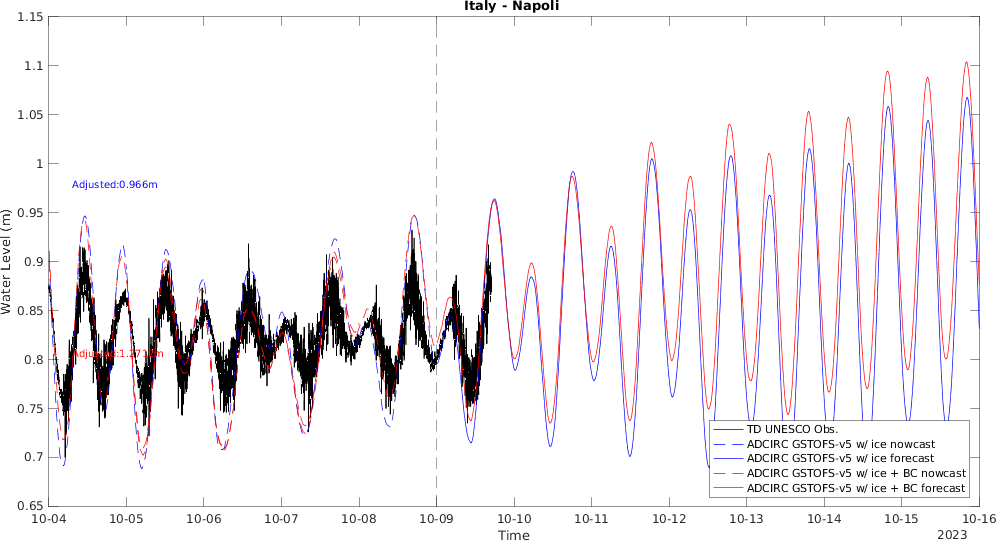 Italy - Napoli
Water Level (m)
1.15
1.1
1.05
1
0.95
0.9
0.85
0.8
0.75
0.7
0.65
Adjusted:0.966m
TD UNESCO Obs.
ADCIRC GSTOFS-v5 w/ ice nowcast
ADCIRC GSTOFS-v5 w/ ice forecast
ADCIRC GSTOFS-v5 w/ ice + BC nowcast
ADCIRC GSTOFS-v5 w/ ice + BC forecast
10-04 10-05 10-06 10-07 10-08 10-09 10-10 10-11 10-12 10-13 10-14 10-15 10-16
Time
2023